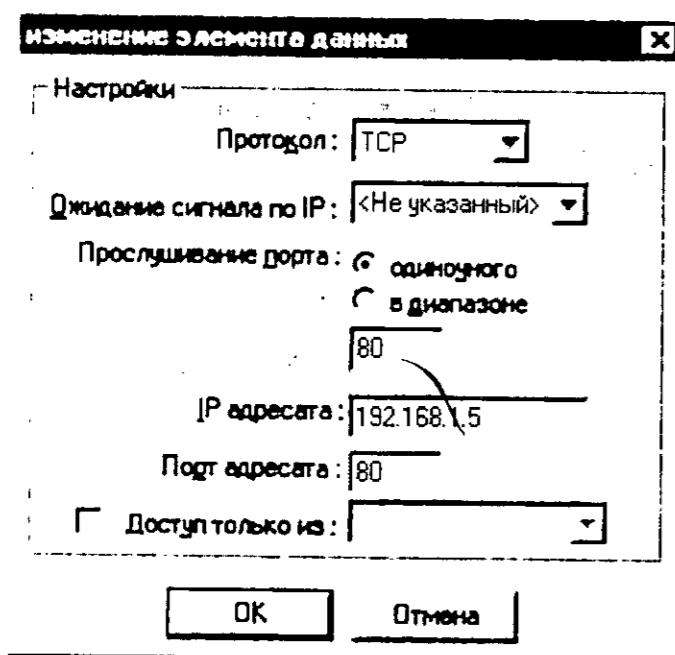 изменение элемента данных
Настройки
Протокол: TCP
Ожидание сигнала по IP: <Не указанный>
Прослушивание порта: одиночного
в диапазоне
80
IP адресата: 192.168.1.5
Порт адресата: 80
Доступ только из:
OK Отмена